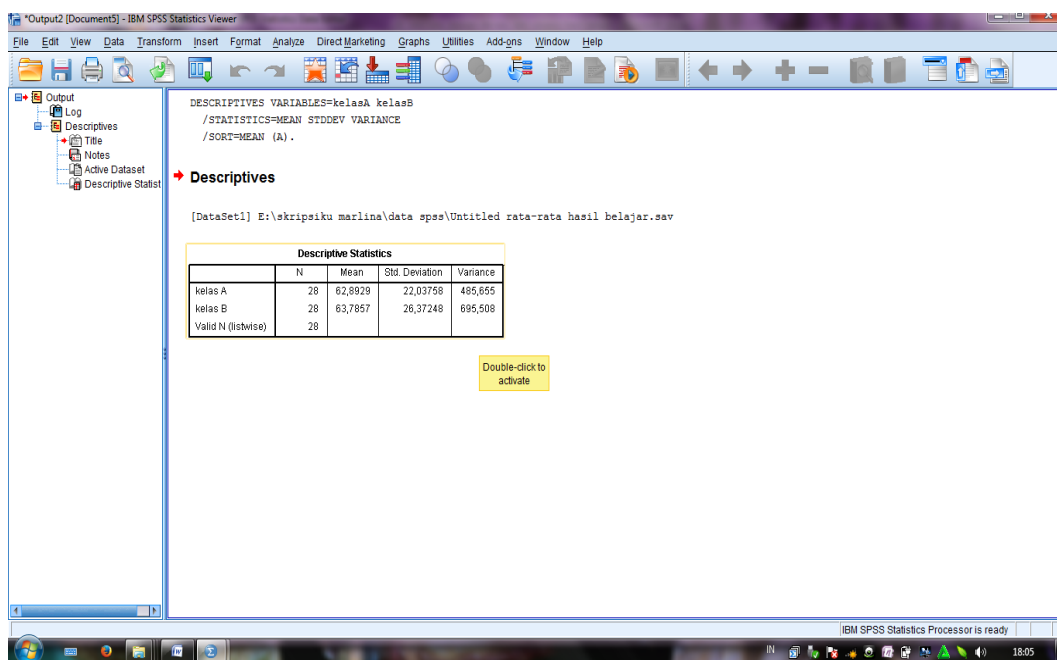 *Output2 [Document5] - IBM SPSS Statistics Viewer
File Edit View Data Transform Insert Format Analyze Direct Marketing Graphs Utilities Add-ons Window Help
Output
Log
Descriptives
Title
Notes
Active Dataset
Descriptive Statist
DESCRIPTIVES VARIABLES=kelasA kelasB
/STATISTICS=MEAN STDDEV VARIANCE
/SORT=MEAN (A).
Descriptives
[DataSet1] E:\skripsiku marlina\data spss\Untitled rata-rata hasil belajar.sav
Descriptive Statistics
N Mean Std. Deviation Variance
kelas A 28 62,8929 22,03758 485,655
kelas B 28 63,7857 26,37248 695,508
Valid N (listwise) 28
Double-click to
activate
IBM SPSS Statistics Processor is ready
IN 18:05